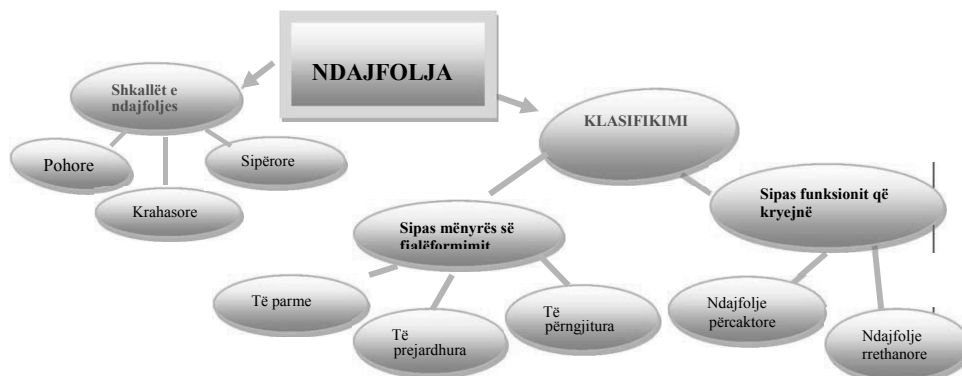 NDAJFOLJA
Shkallët e
ndajfoljes
Pohore
Krahasore
Sipërore
KLASIFIKIMI
Sipas mënyrës së
fjalëformimit
Të parme
Të
prejardhura
Të
përngjitura
Sipas funksionit që
kryejnë
Ndajfolje
përcaktore
Ndajfolje
rrethanore